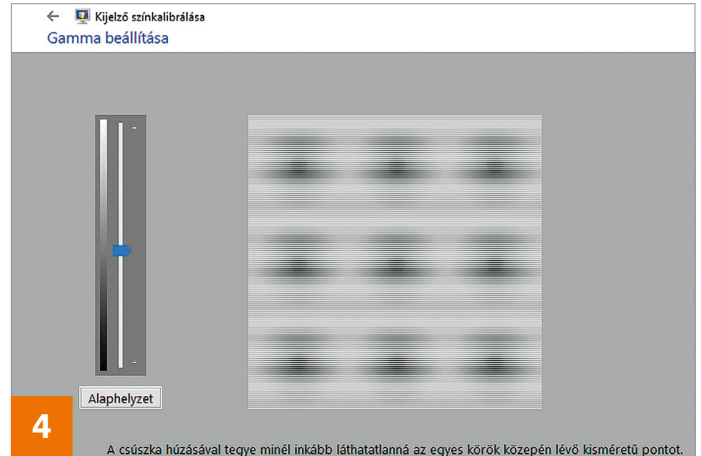 Kijelző színkalibrálása
Gamma beállítása
Alaphelyzet
4
A csúszka húzásával tegye minél inkább láthatatlanná az egyes körök közepén lévő kisméretű pontot.